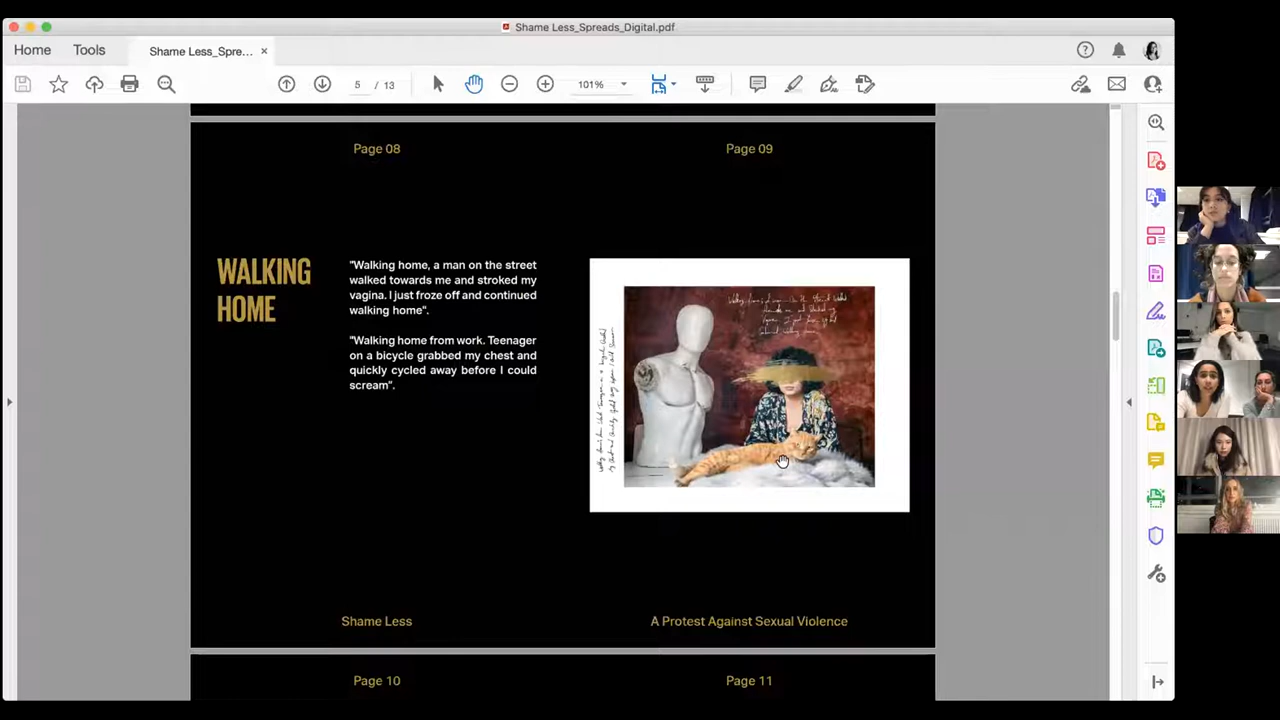 Shame Less_Spreads_Digital.pdf
Home
Tools
Shame Less_Spre...
5 / 13
101%
Page 08
Page 09
WALKING
HOME
"Walking home, a man on the street
walked towards me and stroked my
vagina. I just froze off and continued
walking home".
"Walking home from work. Teenager
on a bicycle grabbed my chest and
quickly cycled away before I could
scream".
Shame Less
A Protest Against Sexual Violence
Page 10
Page 11